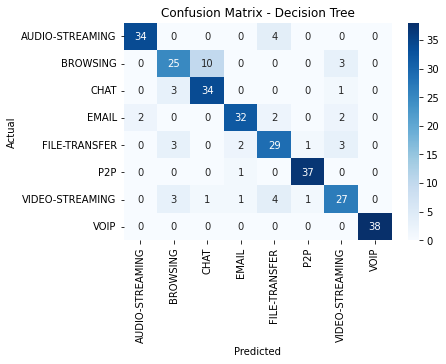 Confusion Matrix - Decision Tree
Actual
AUDIO-STREAMING 34 0 0 0 4 0 0 0
BROWSING 0 25 10 0 0 0 3 0
CHAT 0 3 34 0 0 0 1 0
EMAIL 2 0 0 32 2 0 2 0
FILE-TRANSFER 0 3 0 2 29 1 3 0
P2P 0 0 0 1 0 37 0 0
VIDEO-STREAMING 0 3 1 1 4 1 27 0
VOIP 0 0 0 0 0 0 0 38
AUDIO-STREAMING
BROWSING
CHAT
EMAIL
FILE-TRANSFER
P2P
VIDEO-STREAMING
VOIP
Predicted
35
30
25
20
15
10
5
0